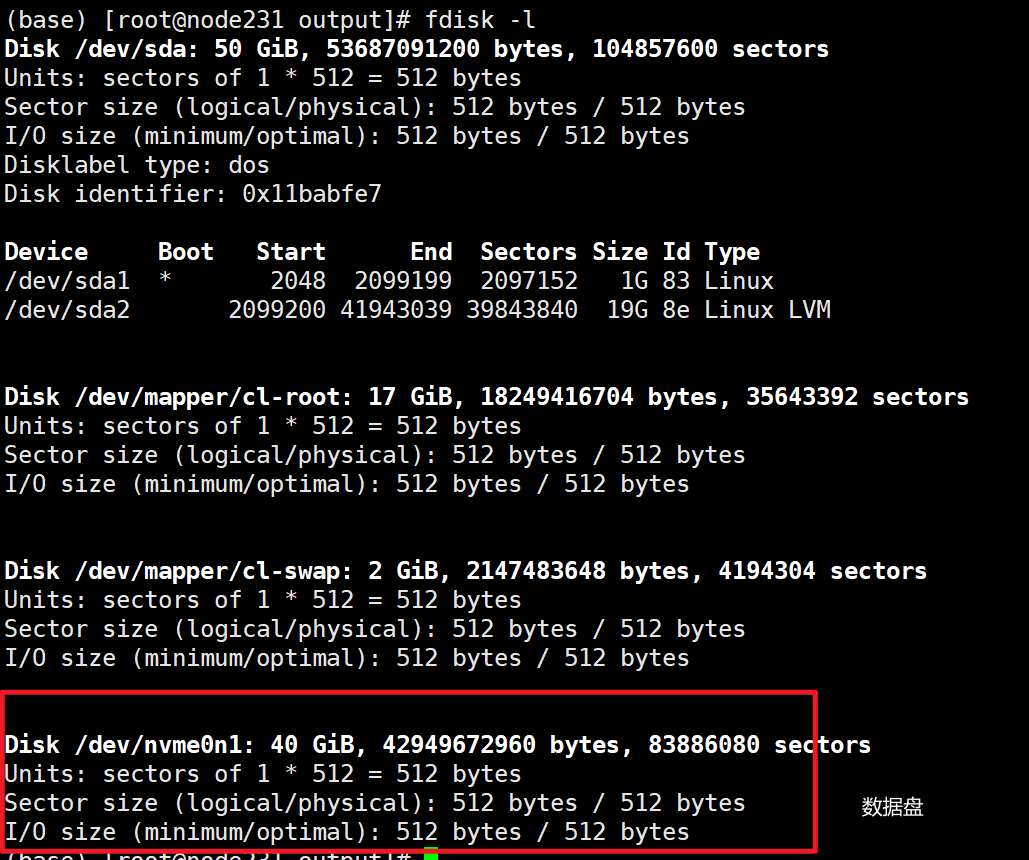 (base) [root@node231 output]# fdisk -l
Disk /dev/sda: 50 GiB, 53687091200 bytes, 104857600 sectors
Units: sectors of 1 * 512 = 512 bytes
Sector size (logical/physical): 512 bytes / 512 bytes
I/O size (minimum/optimal): 512 bytes / 512 bytes
Disklabel type: dos
Disk identifier: 0x11babfe7
Device     Boot   Start      End  Sectors Size Id Type
/dev/sda1  *       2048  2099199  2097152   1G 83 Linux
/dev/sda2       2099200 41943039 39843840  19G 8e Linux LVM
Disk /dev/mapper/cl-root: 17 GiB, 18249416704 bytes, 35643392 sectors
Units: sectors of 1 * 512 = 512 bytes
Sector size (logical/physical): 512 bytes / 512 bytes
I/O size (minimum/optimal): 512 bytes / 512 bytes
Disk /dev/mapper/cl-swap: 2 GiB, 2147483648 bytes, 4194304 sectors
Units: sectors of 1 * 512 = 512 bytes
Sector size (logical/physical): 512 bytes / 512 bytes
I/O size (minimum/optimal): 512 bytes / 512 bytes
Disk /dev/nvme0n1: 40 GiB, 42949672960 bytes, 83886080 sectors
Units: sectors of 1 * 512 = 512 bytes
Sector size (logical/physical): 512 bytes / 512 bytes
数据盘
I/O size (minimum/optimal): 512 bytes / 512 bytes
(base) [root@node231 output]#